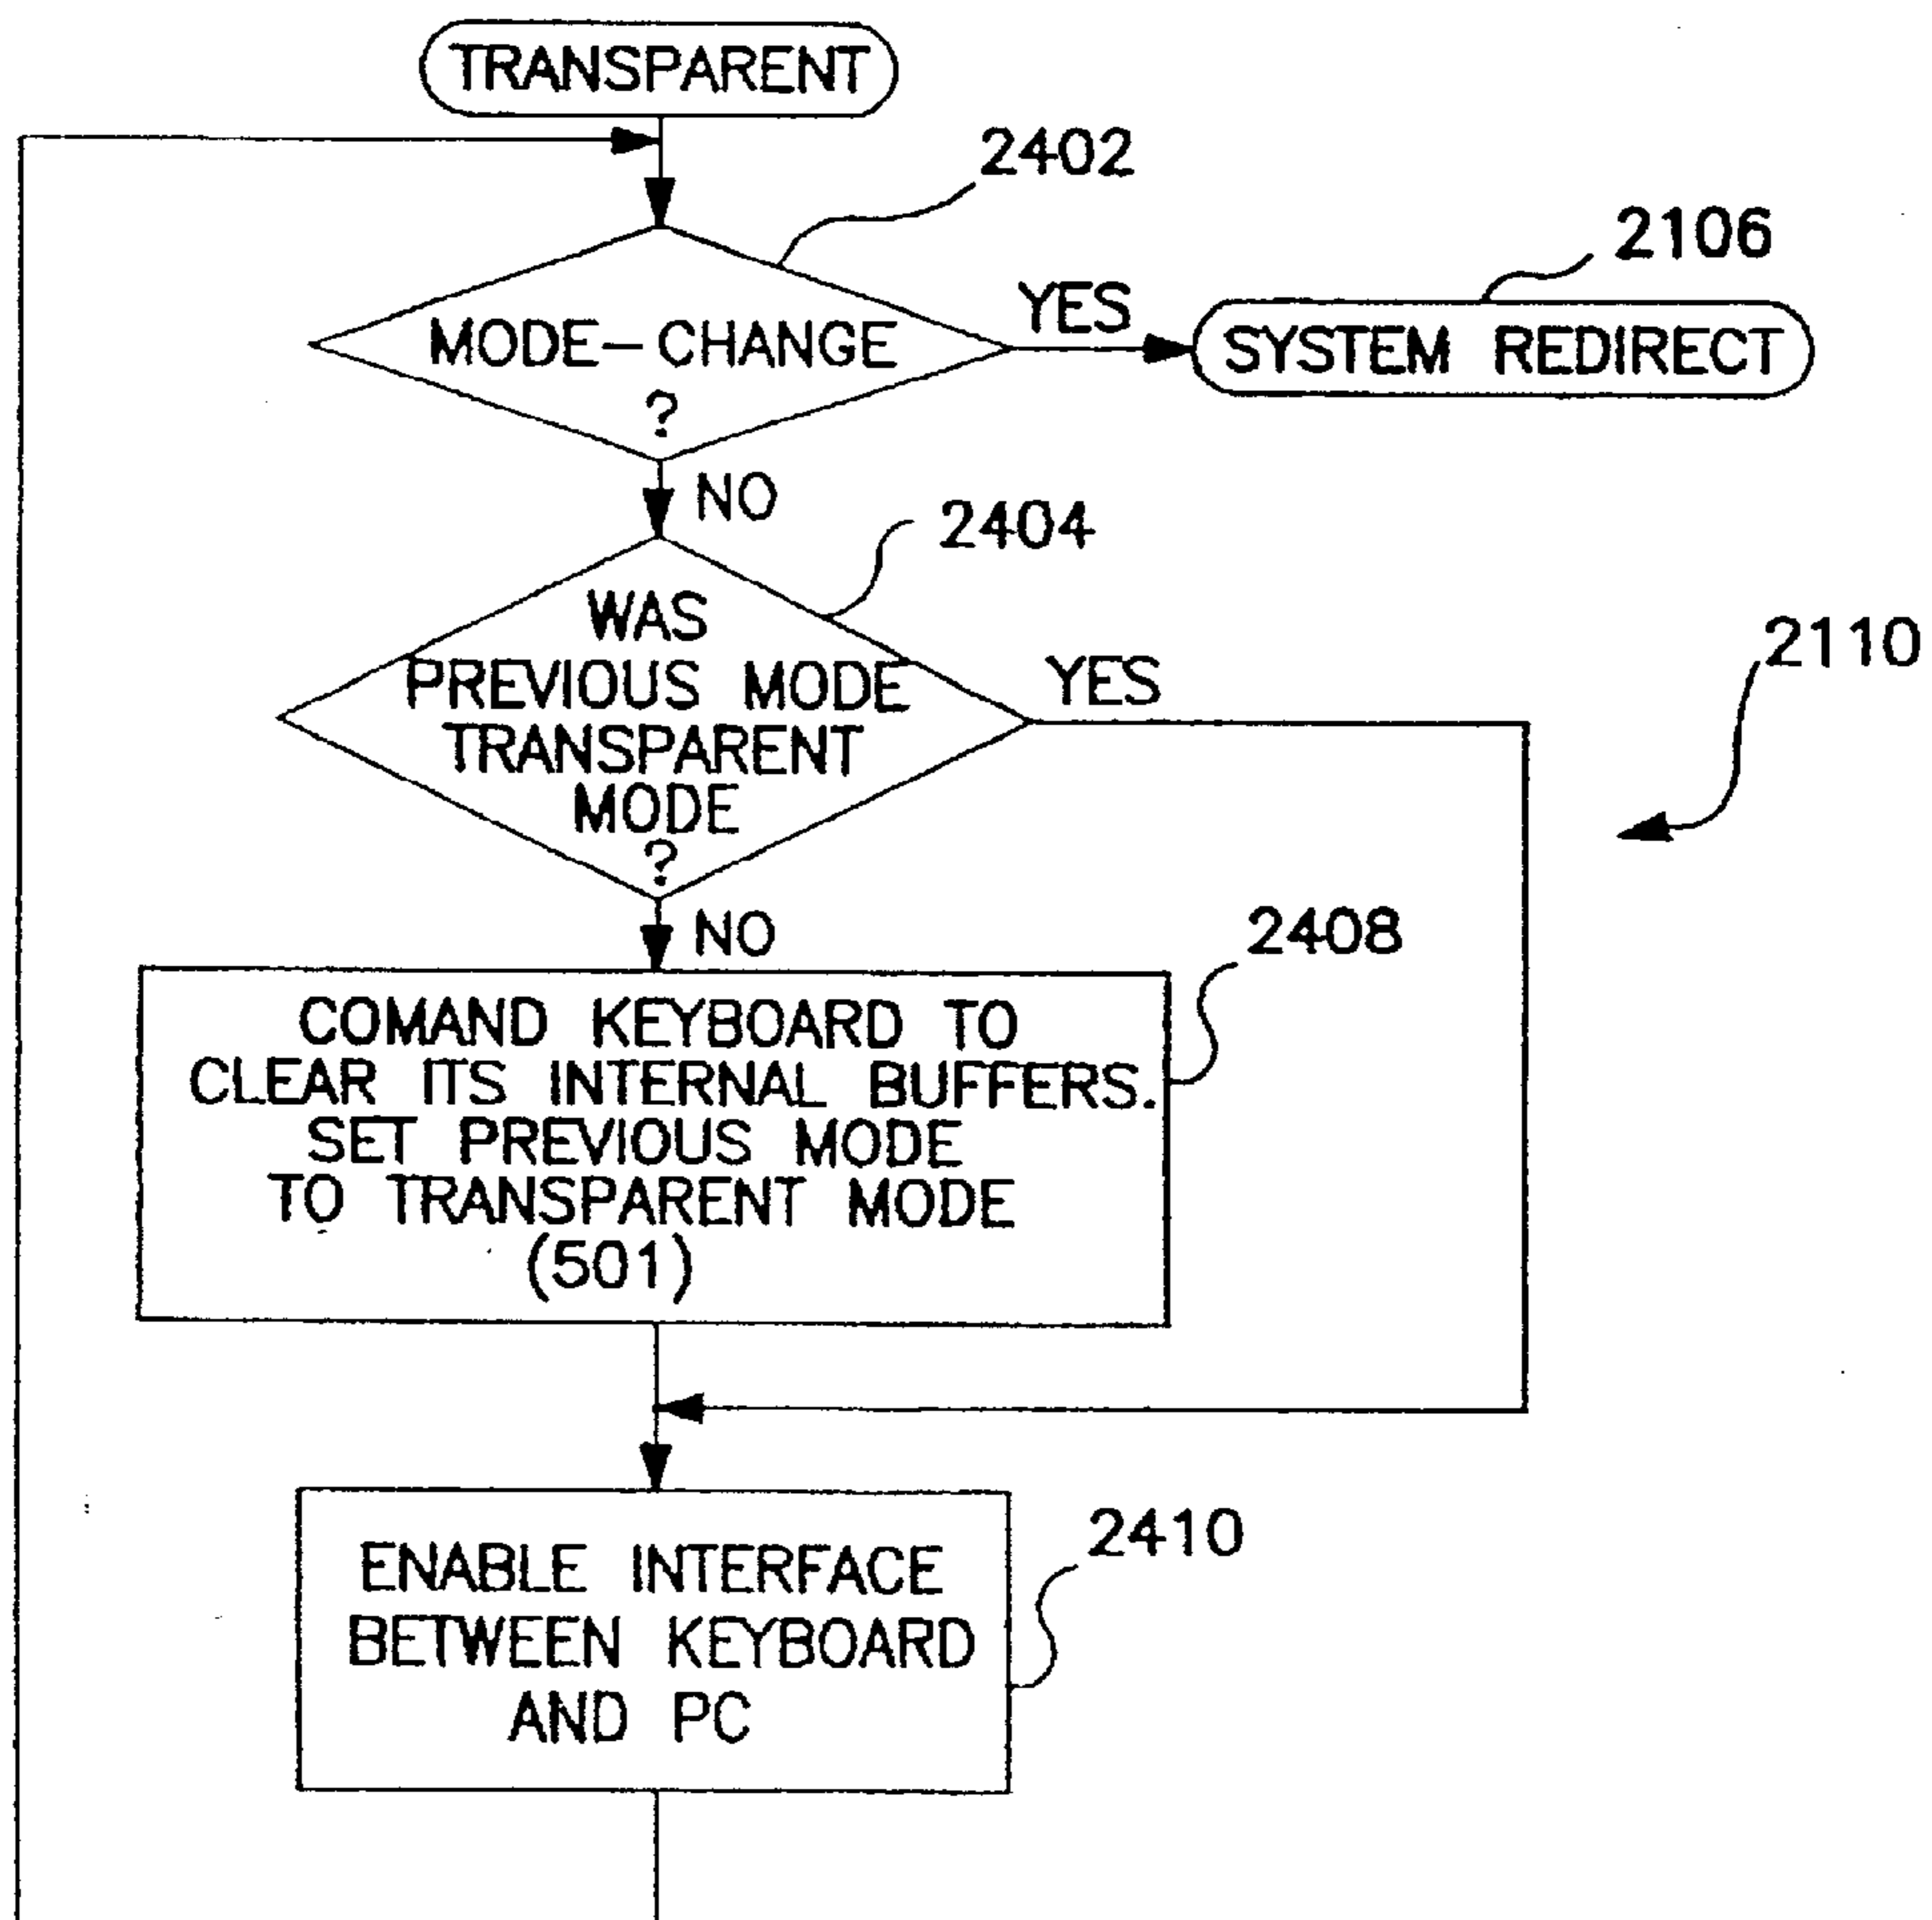 TRANSPARENT
2402
2106
MODE-CHANGE
?
YES
SYSTEM REDIRECT
NO
2404
WAS
PREVIOUS MODE
TRANSPARENT
MODE
?
YES
2110
NO
2408
COMAND KEYBOARD TO
CLEAR ITS INTERNAL BUFFERS.
SET PREVIOUS MODE
TO TRANSPARENT MODE
(501)
2410
ENABLE INTERFACE
BETWEEN KEYBOARD
AND PC